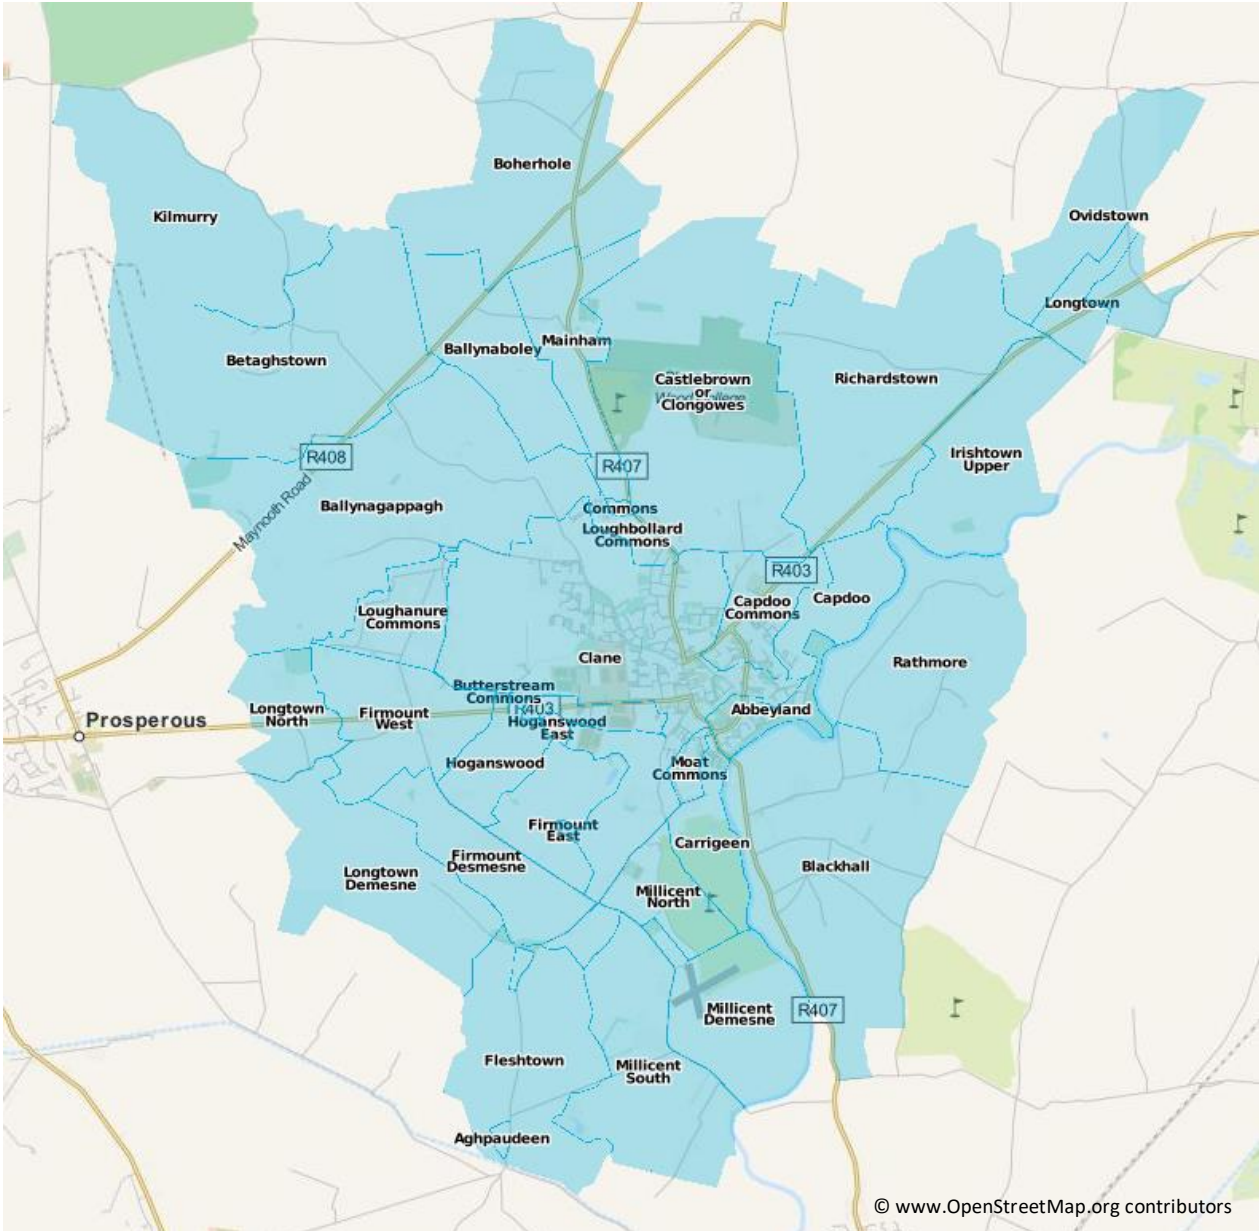 Boherhole
Kilmurry
Ovidstown
Longtown
Mainham
Ballynaboley
Betaghstown
Castlebrown
or
Clongowes
Richardstown
R408
R407
Irishtown
Upper
Maynooth Road
Ballynagappagh
Commons
Loughbollard
Commons
R403
Capdoo
Commons
Capdoo
Loughanure
Commons
Clane
Rathmore
Butterstream
Commons
R403
Hoganswood
East
Longtown
North
Firmount
West
Abbeyland
Prosperous
Hoganswood
Moat
Commons
Firmount
East
Carrigeen
Firmount
Desmesne
Longtown
Demesne
Blackhall
Millicent
North
Millicent
Demesne
R407
Fleshtown
Millicent
South
Aghpaudeen
© www.OpenStreetMap.org contributors